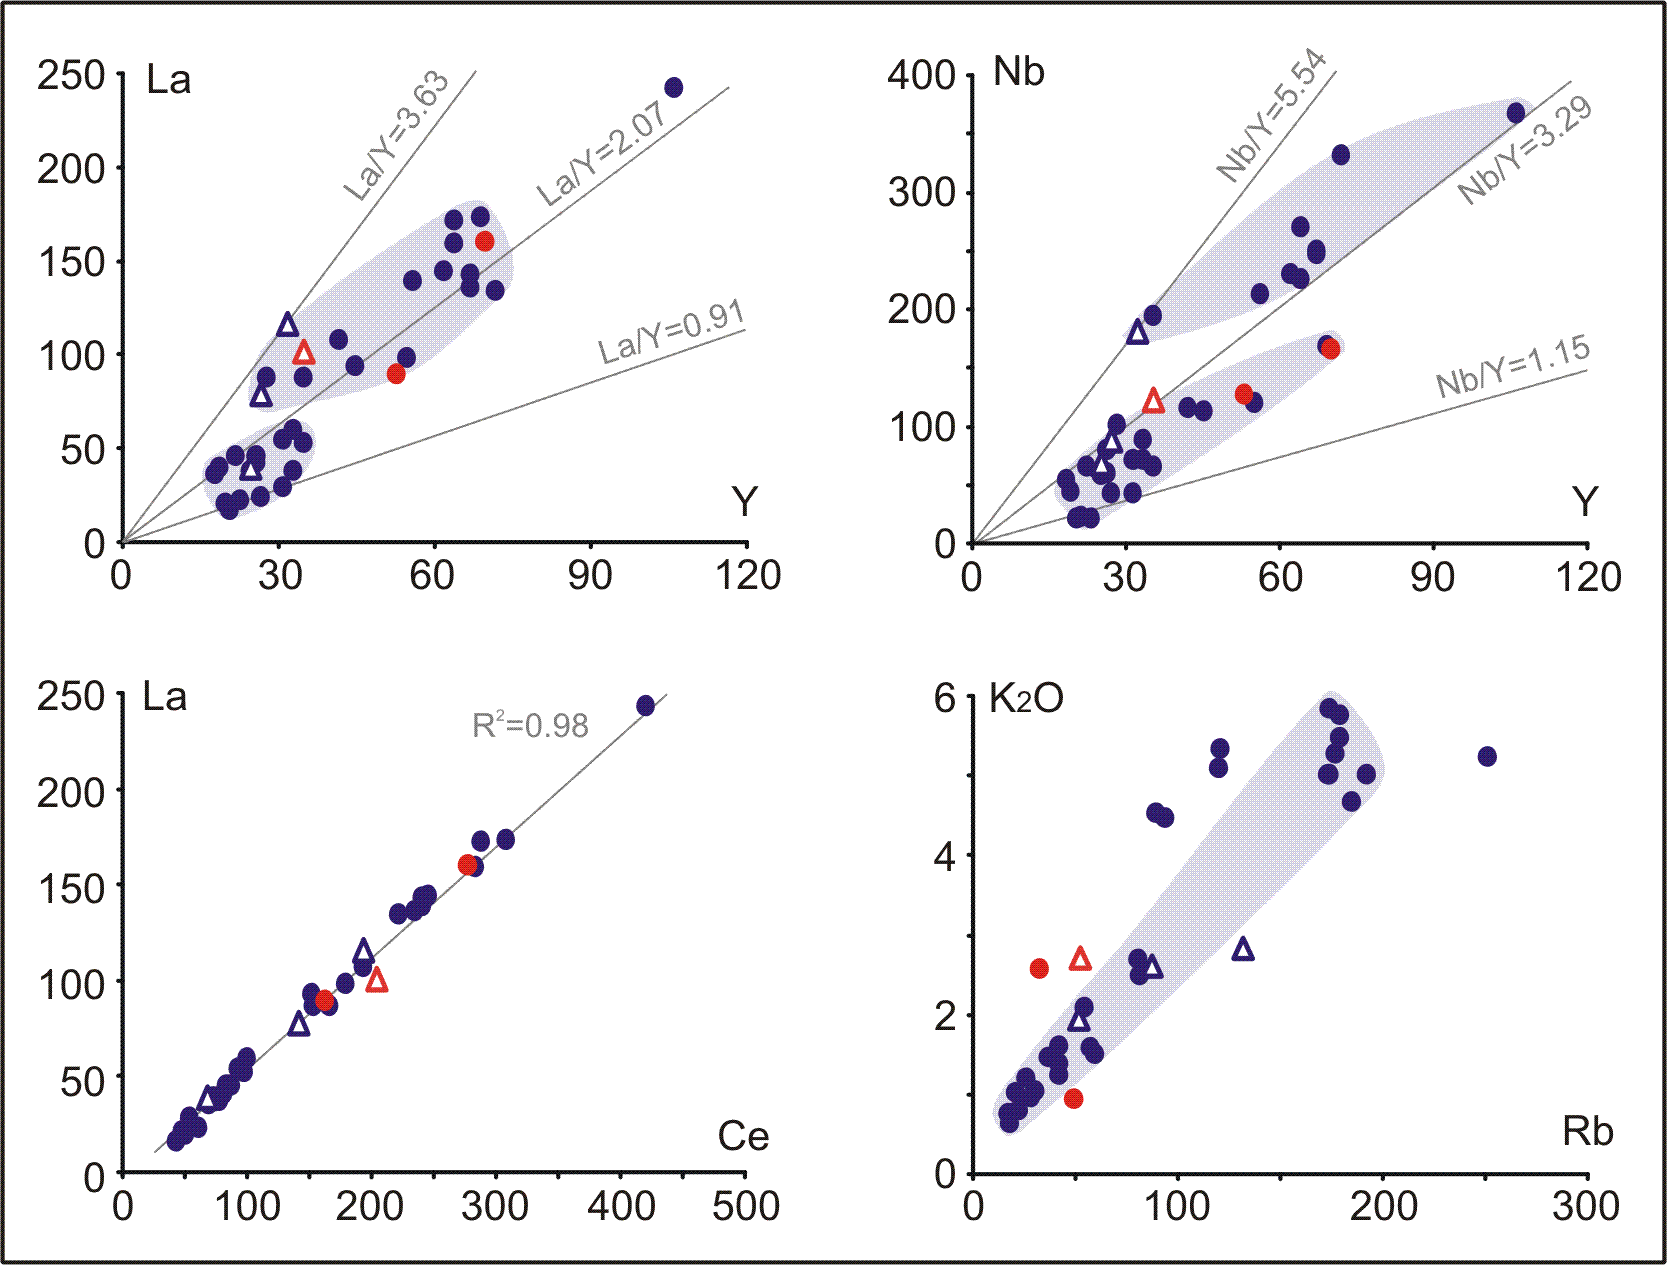 La
250
200
150
100
50
0
0 30 60 90 120
Y
La/Y=3.63
La/Y=2.07
La/Y=0.91
Nb
400
300
200
100
0
0 30 60 90 120
Y
Nb/Y=5.54
Nb/Y=3.29
Nb/Y=1.15
La
250
200
150
100
50
0
0 100 200 300 400 500
Ce
R²=0.98
K2O
6
4
2
0
0 100 200 300
Rb